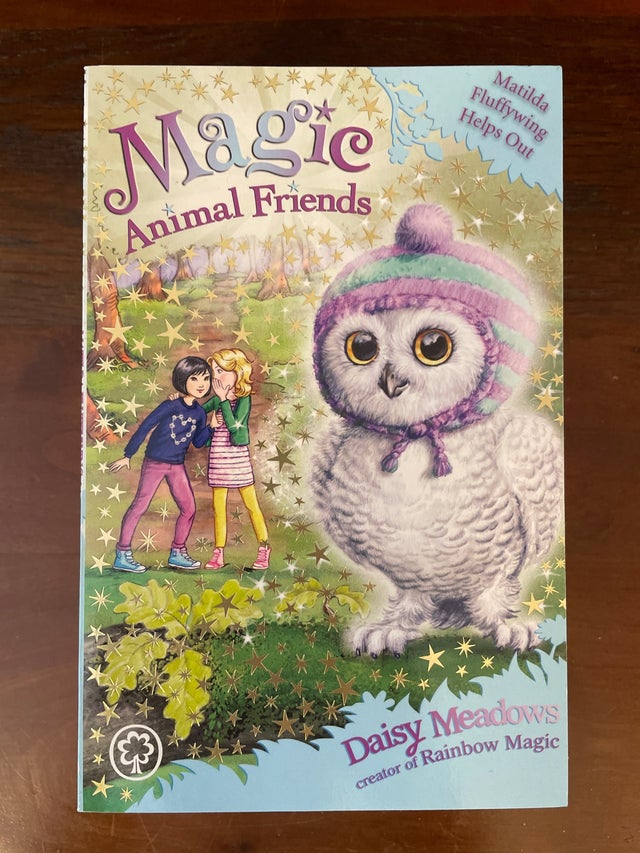 Matilda
Fluffywing
Helps Out
Magic
Animal Friends
Daisy Meadows
creator of Rainbow Magic